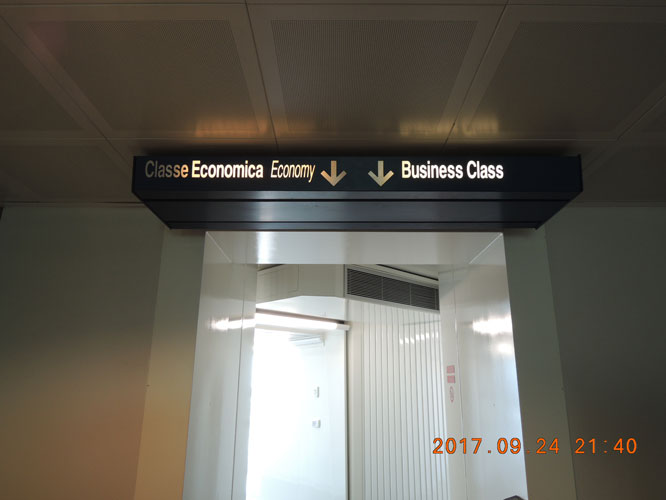 Classe Economica Economy ↓ ↓ Business Class
2017.09.24 21:40